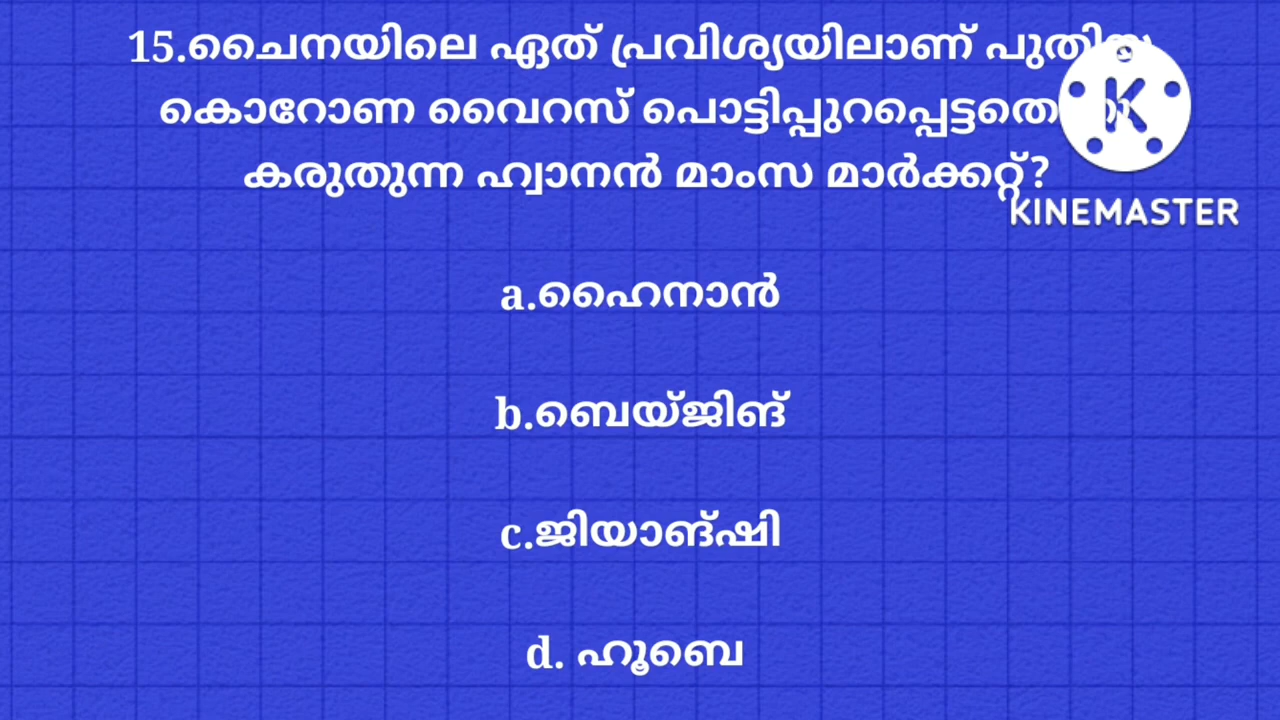 15.ചൈനയിലെ ഏത് പ്രവിശ്യയിലാണ്
കൊറോണ വൈറസ്
കരുതുന്ന ഹ്വാനൻ മാംസ മാർക്കറ്റ്?
KINEMASTER
a.ഹൈനാൻ
b.ബെയ്ജിങ്
c.ജിയാങ്ഷി
d. ഹൂബെ